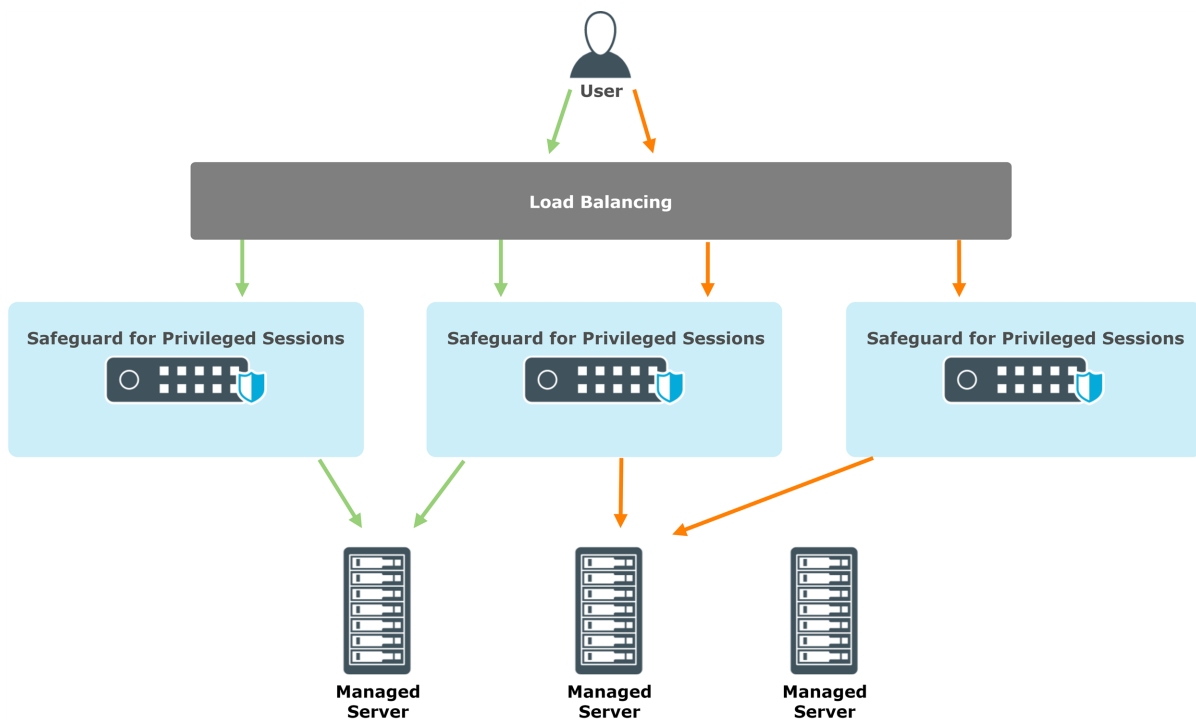 User
Load Balancing
Safeguard for Privileged Sessions
Safeguard for Privileged Sessions
Safeguard for Privileged Sessions
Managed
Server
Managed
Server
Managed
Server